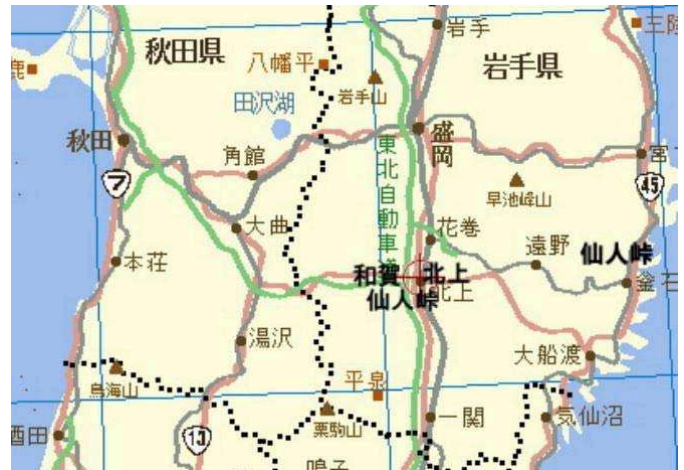 岩手
三陸
秋田県
八幡平
岩手県
鹿
岩手山
田沢湖
秋田
盛岡
角館
東北自動車道
宮
7
早池峰山
45
大曲
花巻
遠野
仙人峠
本荘
和賀
北上
仙人峠
北上
釜石
湯沢
大船渡
鳥海山
平泉
酒田
13
栗駒山
一関
気仙沼
鳴子